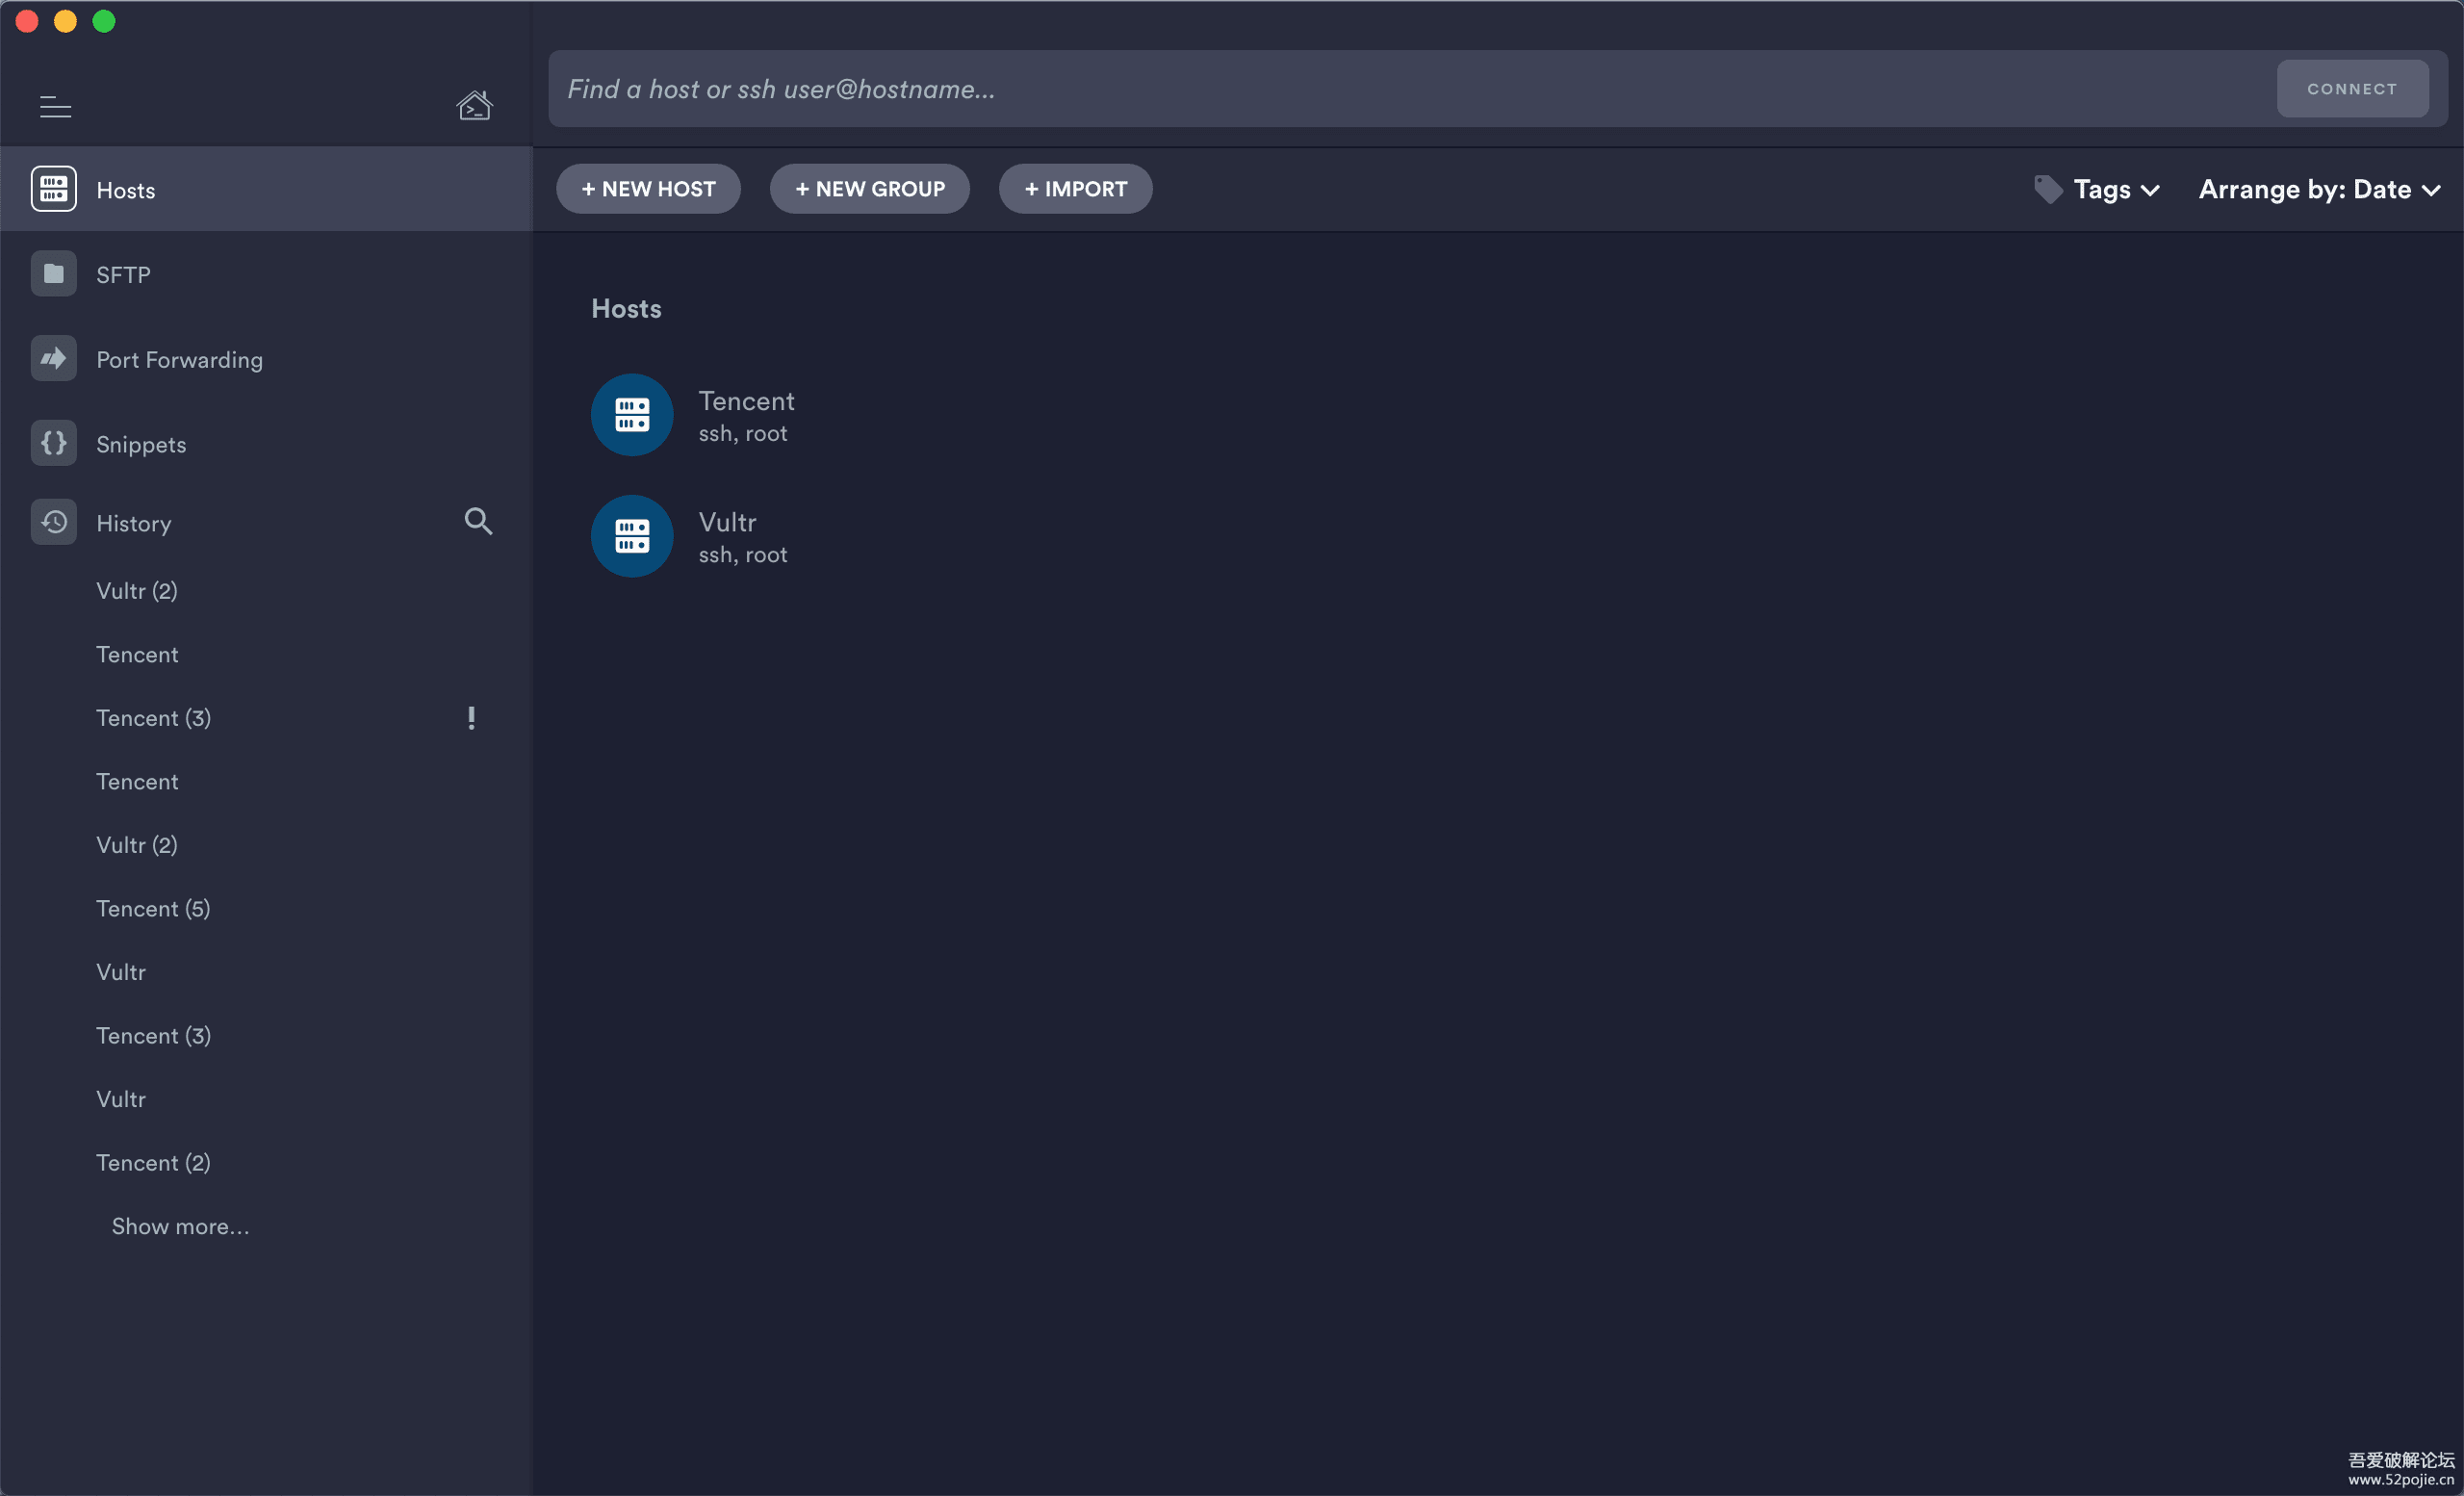 Find a host or ssh user@hostname...
CONNECT
Hosts
+ NEW HOST
+ NEW GROUP
+ IMPORT
Tags
Arrange by: Date
SFTP
Port Forwarding
Snippets
History
Vultr (2)
Tencent
Tencent (3)
Tencent
Vultr (2)
Tencent (5)
Vultr
Tencent (3)
Vultr
Tencent (2)
Show more...
Hosts
Tencent
ssh, root
Vultr
ssh, root
吾爱破解论坛
www.52pojie.cn